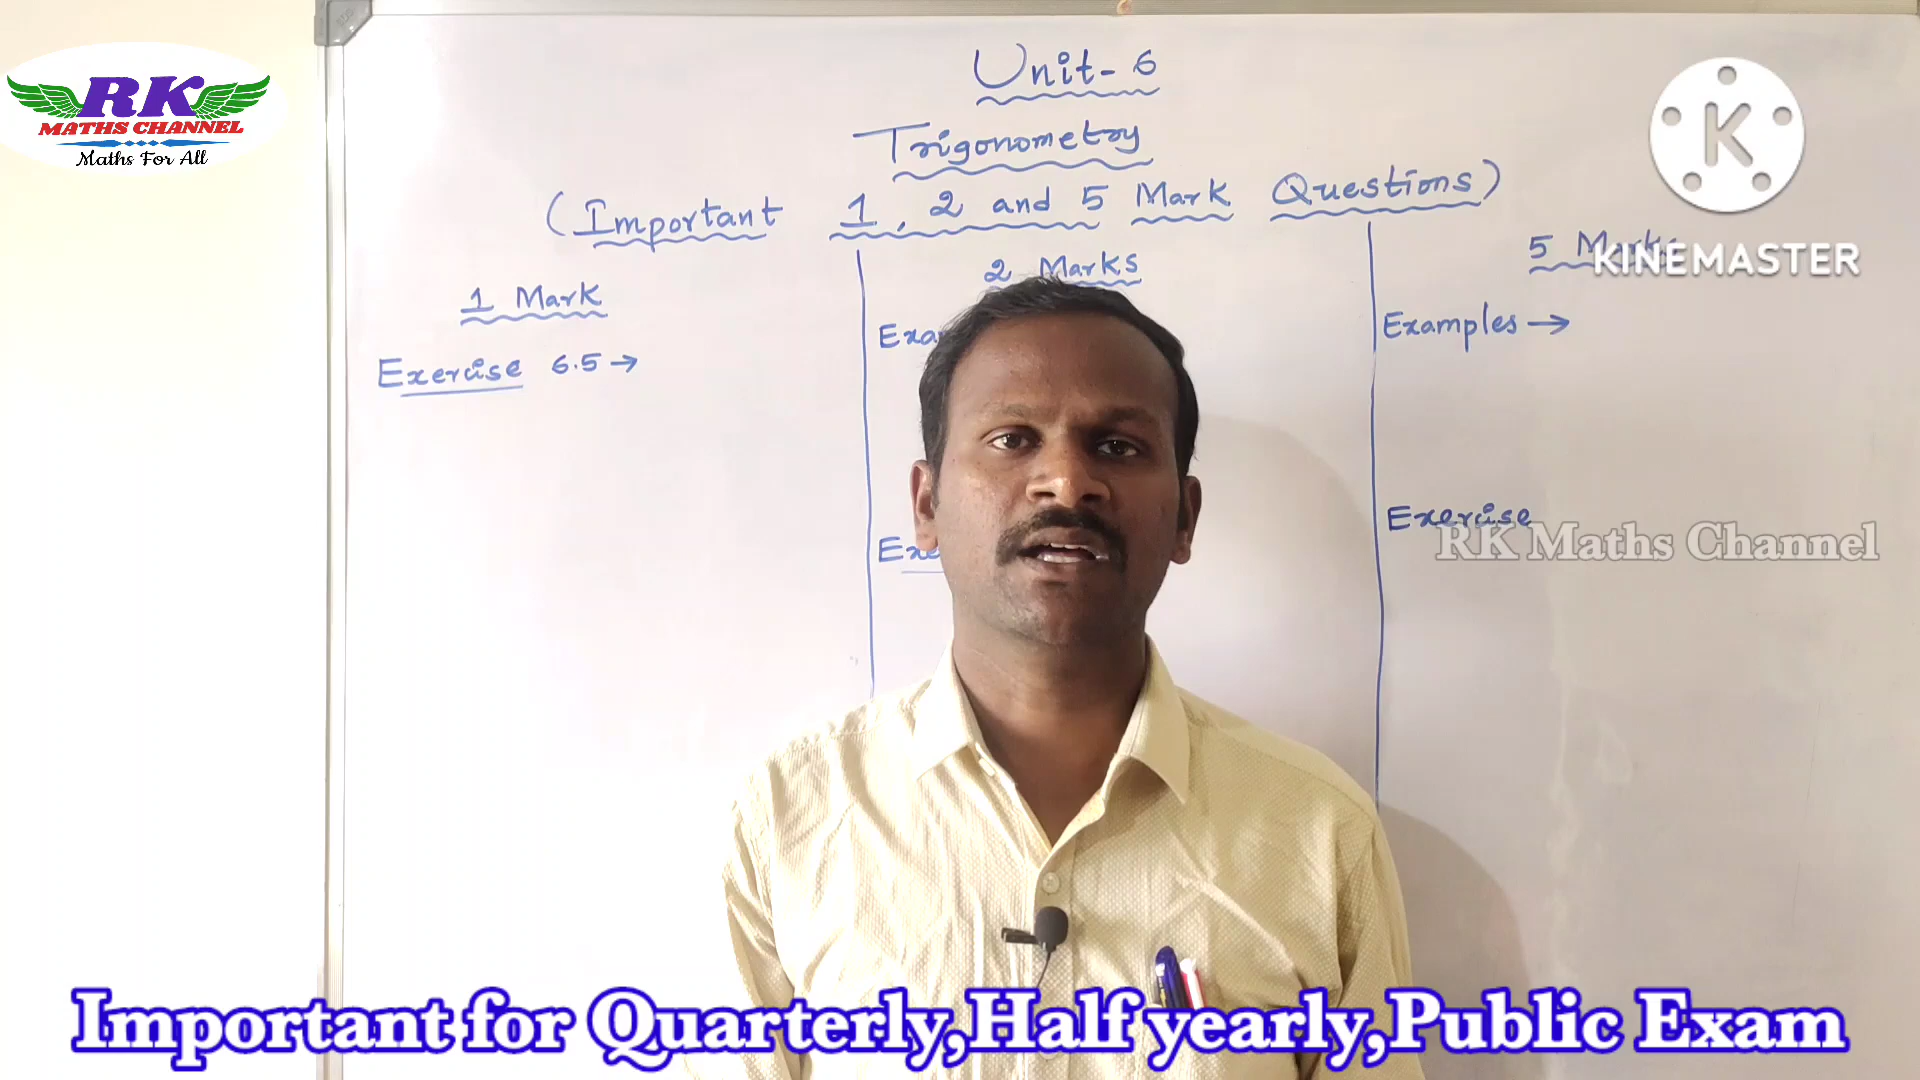 RK
MATHS CHANNEL
Maths For All
Unit - 6
Trigonometry
(Important 1, 2 and 5 Mark Questions)
K
KINEMASTER
1 Mark
Exercise 6.5 →
2 Marks
5 Marks
Examples →
Exercise
RK Maths Channel
Important for Quarterly,Half yearly,Public Exam